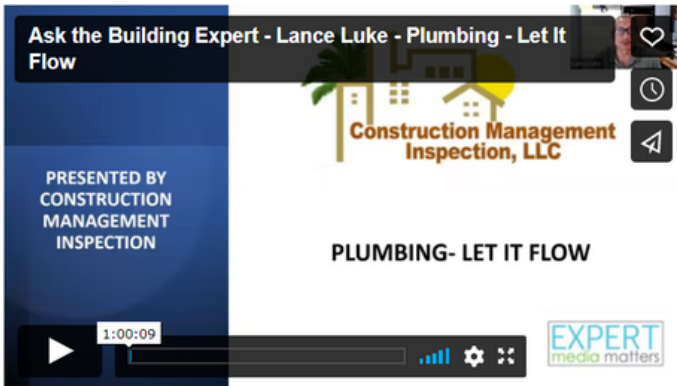 Ask the Building Expert - Lance Luke - Plumbing - Let It
Flow
Construction Management
Inspection, LLC
PRESENTED BY
CONSTRUCTION
MANAGEMENT
INSPECTION
PLUMBING- LET IT FLOW
1:00:09
EXPERT
media matters